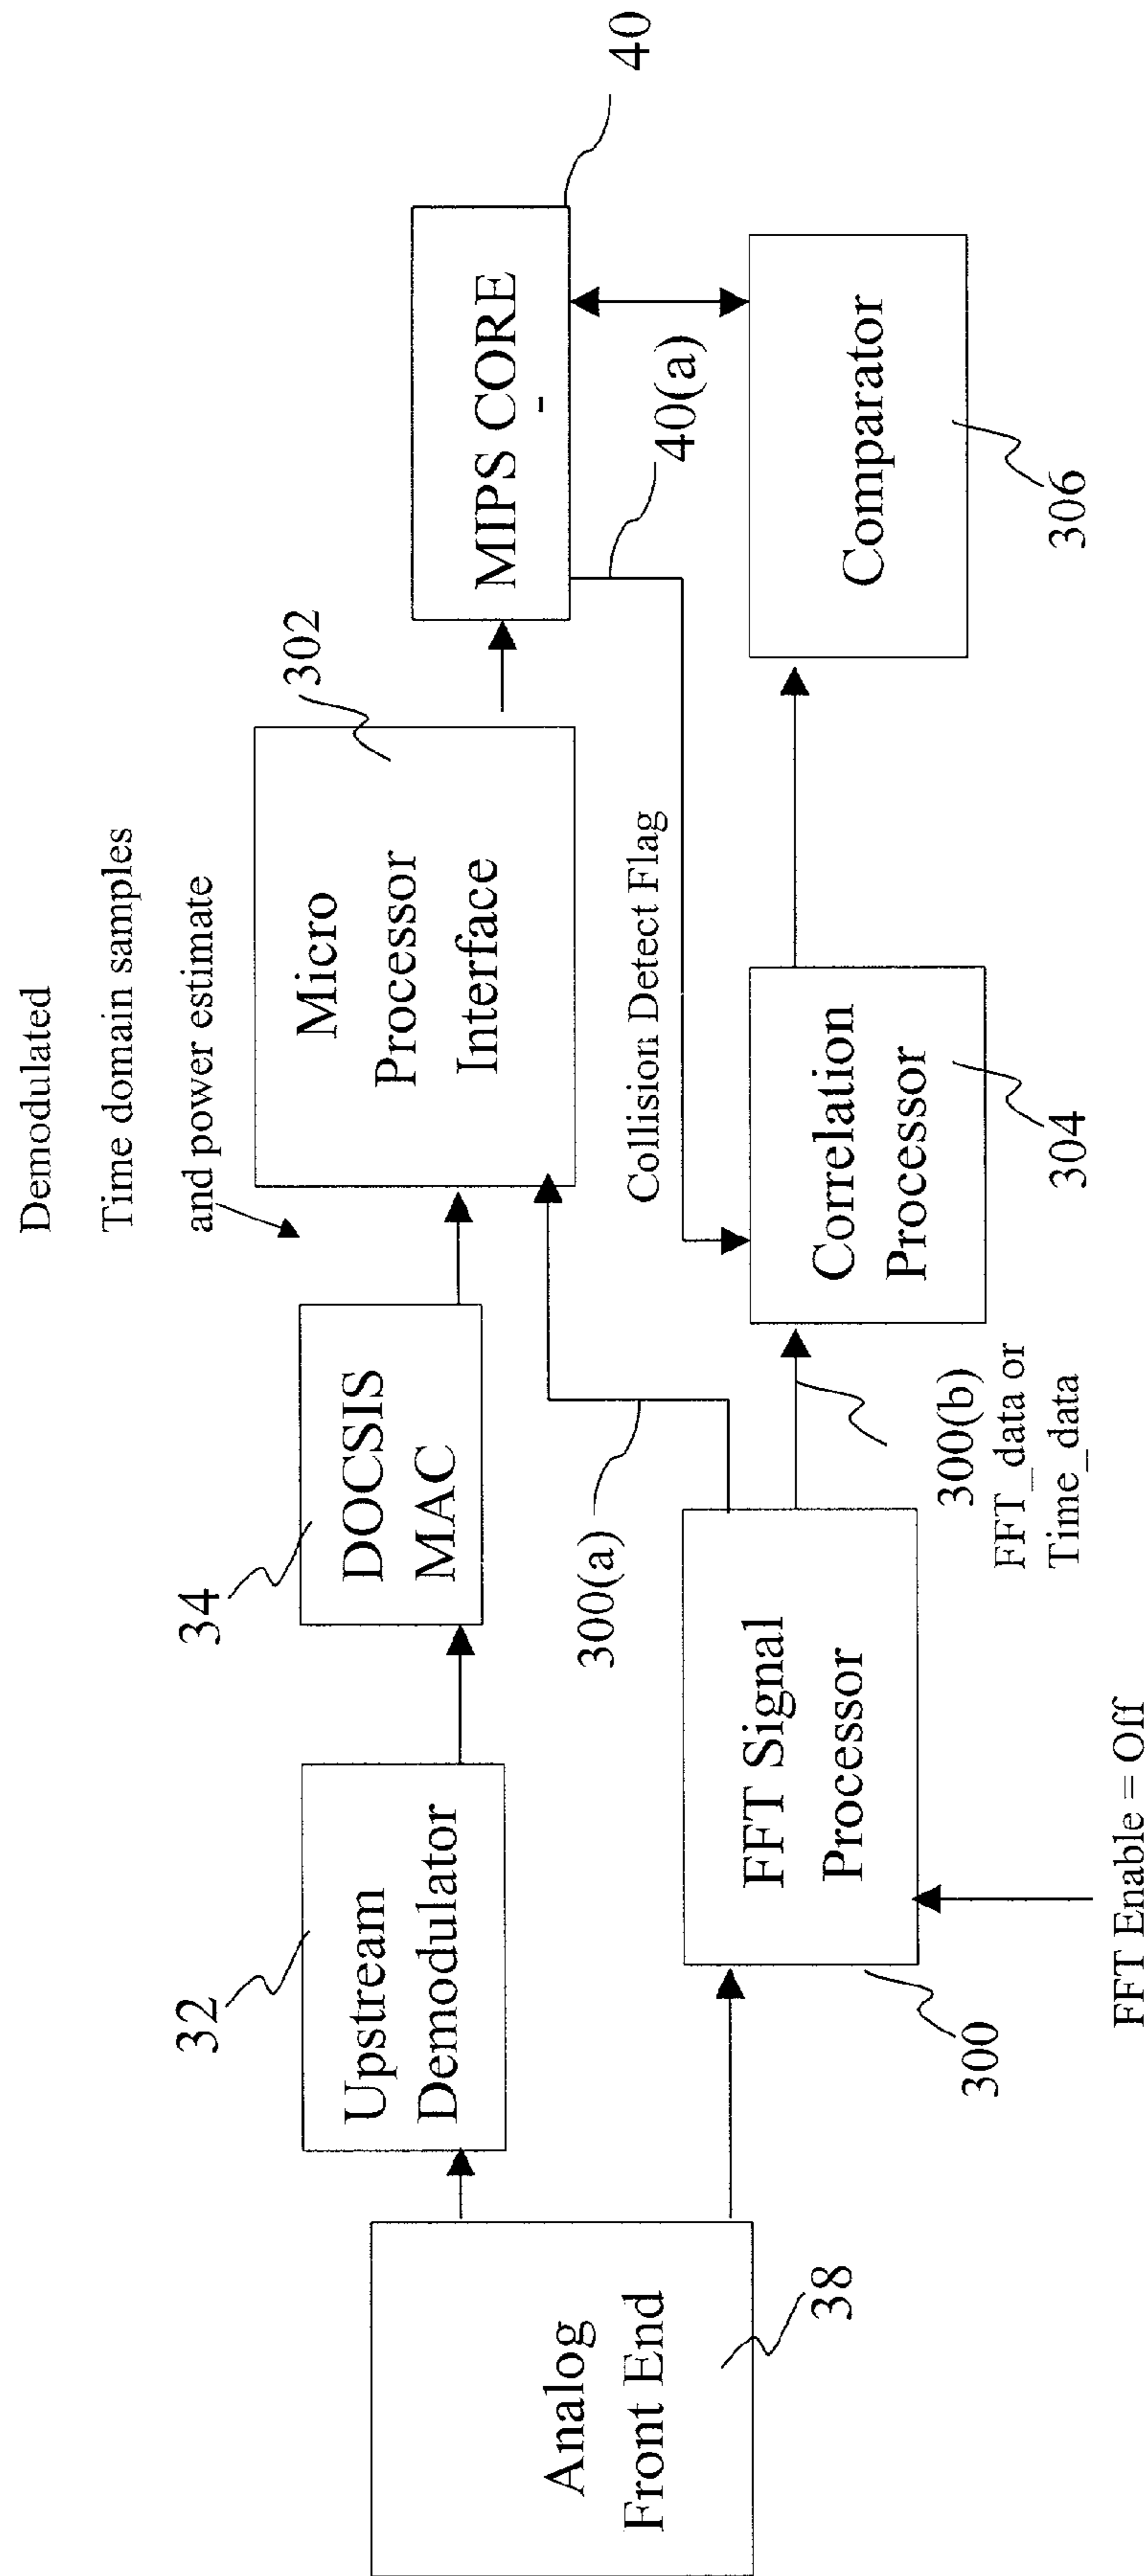 Demodulated
Time domain samples
and power estimate
32
Upstream
Demodulator
34
DOCSIS
MAC
302
Micro
Processor
Interface
MIPS CORE
-
40
Analog
Front End
38
300(a)
Collision Detect Flag
40(a)
FFT Signal
Processor
300
FFT Enable = Off
300(b)
FFT_data or
Time_data
Correlation
Processor
304
Comparator
306